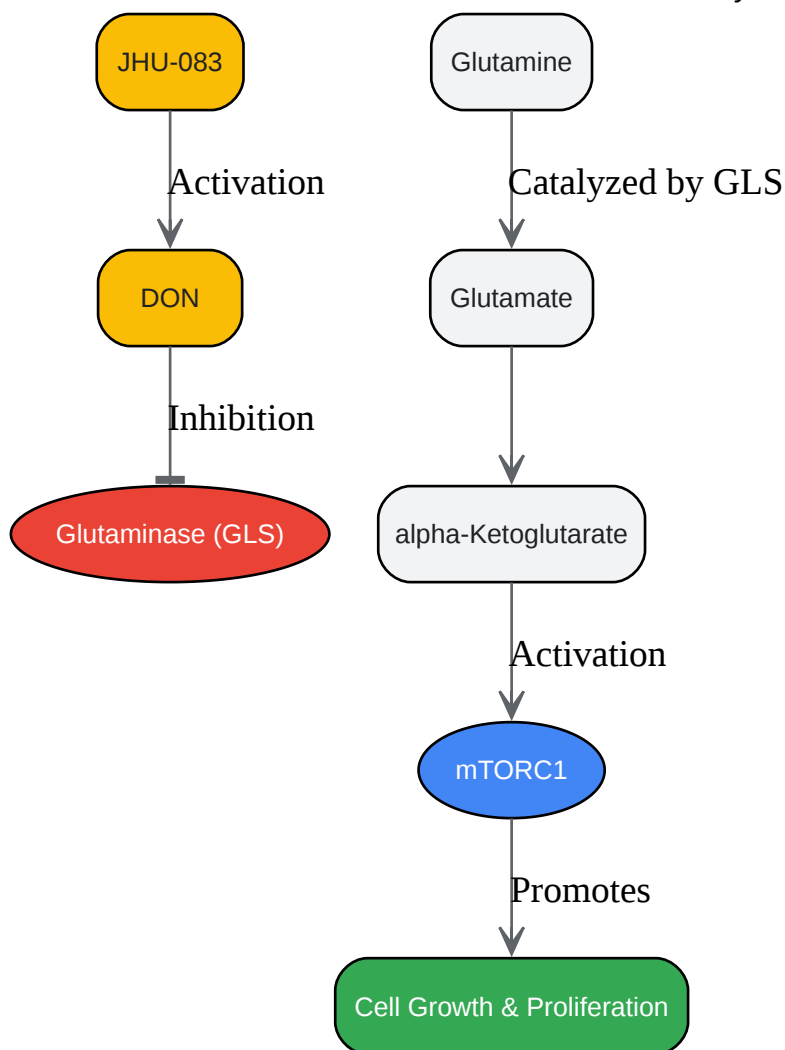 JHU-083
Glutamine
Activation
Catalyzed by GLS
DON
Glutamate
Inhibition
Glutaminase (GLS)
alpha-Ketoglutarate
Activation
mTORC1
Promotes
Cell Growth & Proliferation